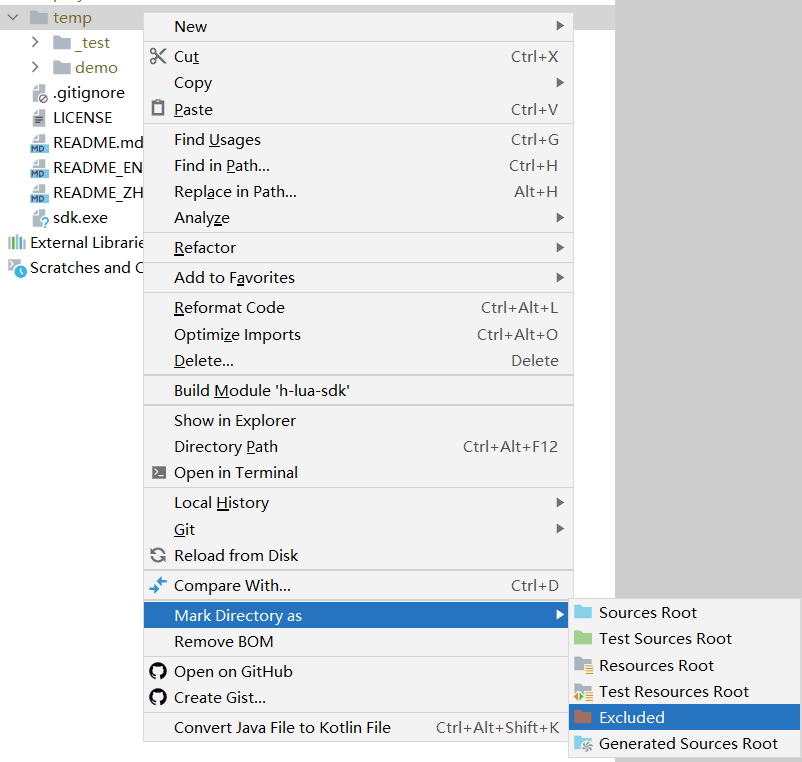 temp
_test
demo
.gitignore
LICENSE
README.md
README_EN
README_ZH
sdk.exe
External Librarie
Scratches and C
New
Cut Ctrl+X
Copy
Paste Ctrl+V
Find Usages Ctrl+G
Find in Path... Ctrl+H
Replace in Path... Alt+H
Analyze
Refactor
Add to Favorites
Reformat Code Ctrl+Alt+L
Optimize Imports Ctrl+Alt+O
Delete... Delete
Build Module 'h-lua-sdk'
Show in Explorer
Directory Path Ctrl+Alt+F12
Open in Terminal
Local History
Git
Reload from Disk
Compare With... Ctrl+D
Mark Directory as
Remove BOM
Open on GitHub
Create Gist...
Convert Java File to Kotlin File Ctrl+Alt+Shift+K
Sources Root
Test Sources Root
Resources Root
Test Resources Root
Excluded
Generated Sources Root